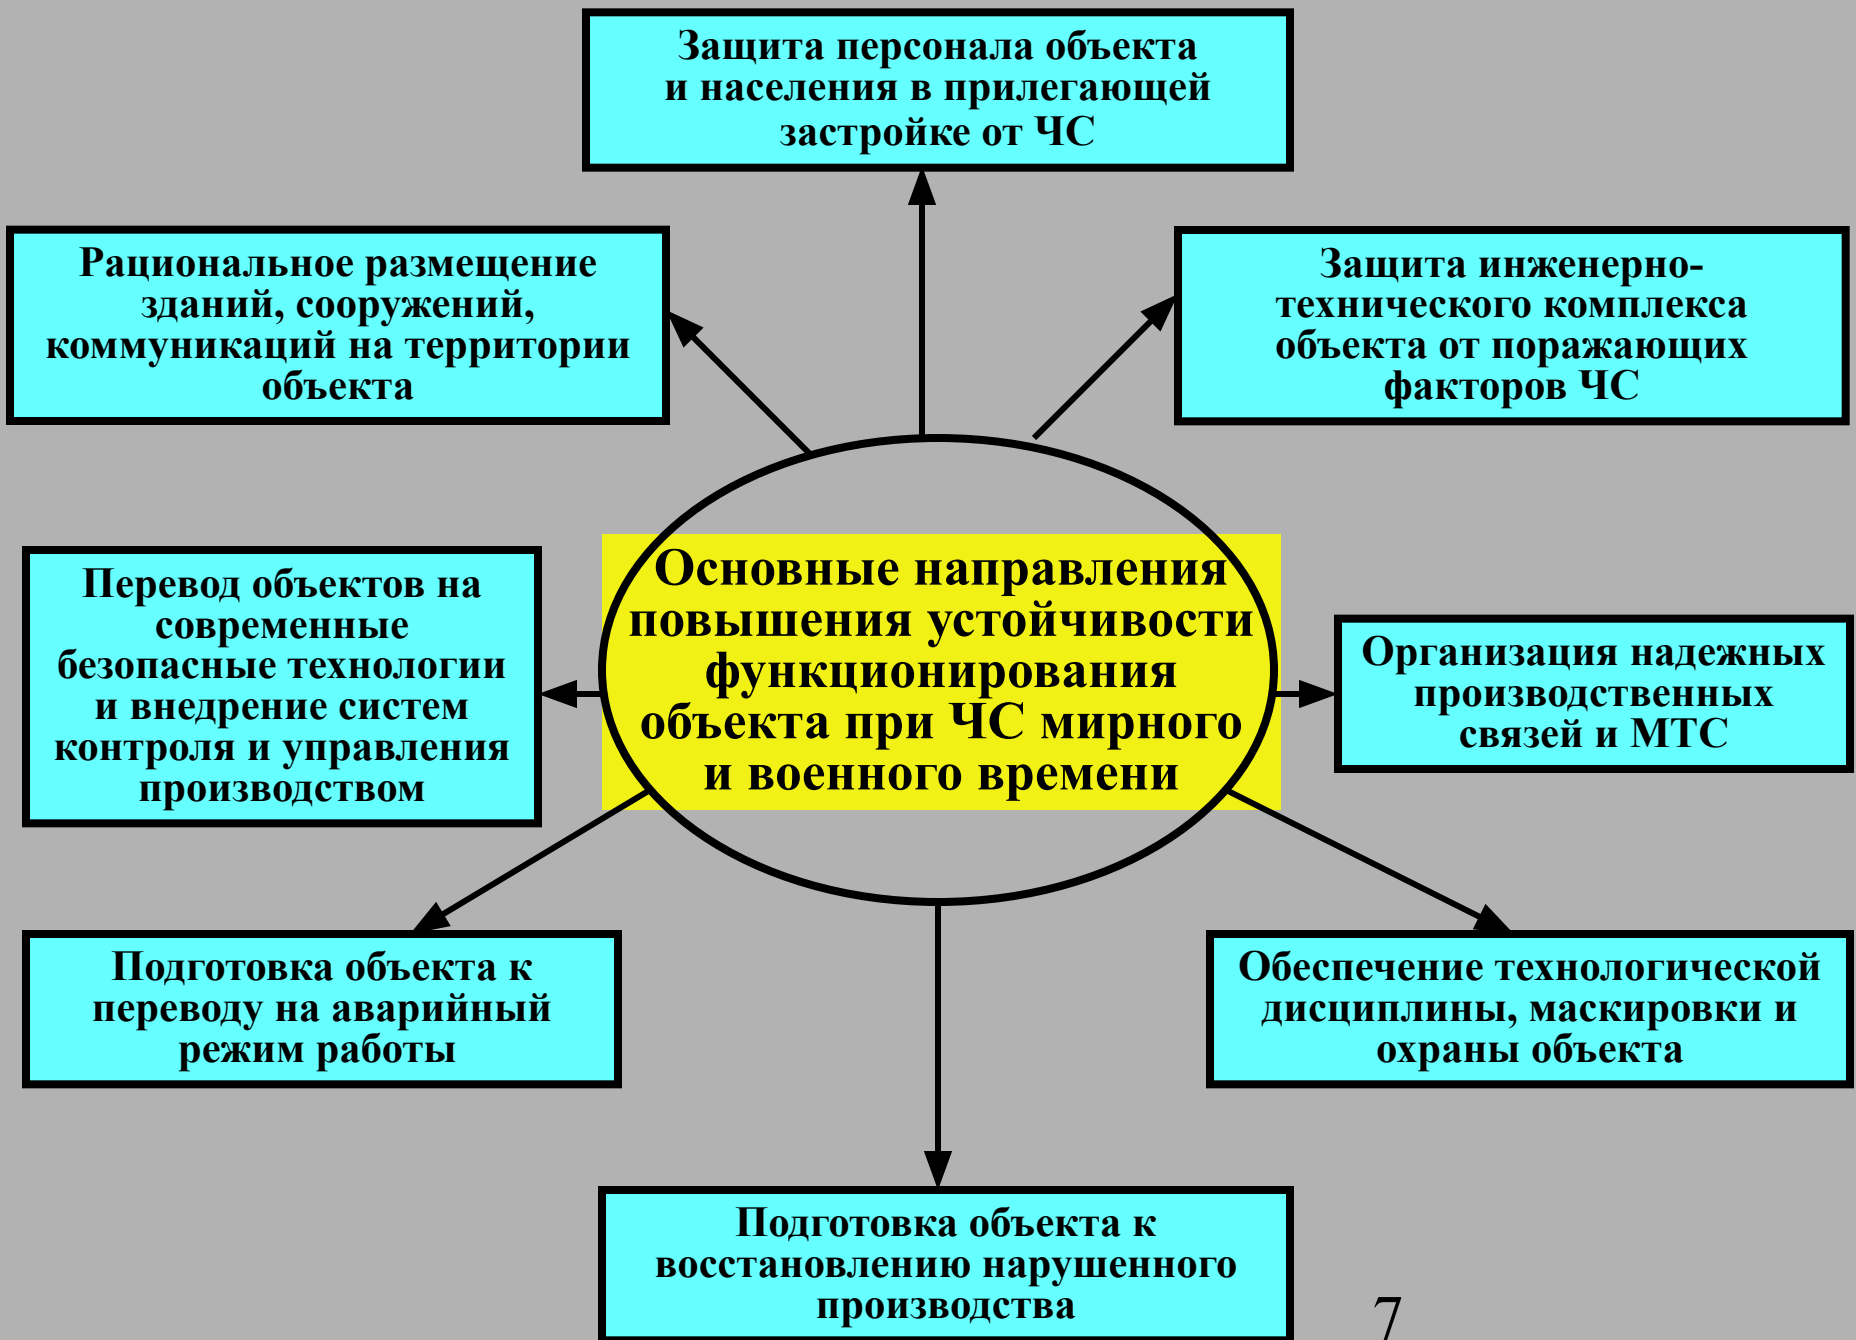 Защита персонала объекта
и населения в прилегающей
застройке от ЧС
Рациональное размещение
зданий, сооружений,
коммуникаций на территории
объекта
Защита инженерно-
технического комплекса
объекта от поражающих
факторов ЧС
Перевод объектов на
современные
безопасные технологии
и внедрение систем
контроля и управления
производством
Основные направления
повышения устойчивости
функционирования
объекта при ЧС мирного
и военного времени
Организация надежных
производственных
связей и МТС
Подготовка объекта к
переводу на аварийный
режим работы
Обеспечение технологической
дисциплины, маскировки и
охраны объекта
Подготовка объекта к
восстановлению нарушенного
производства
7